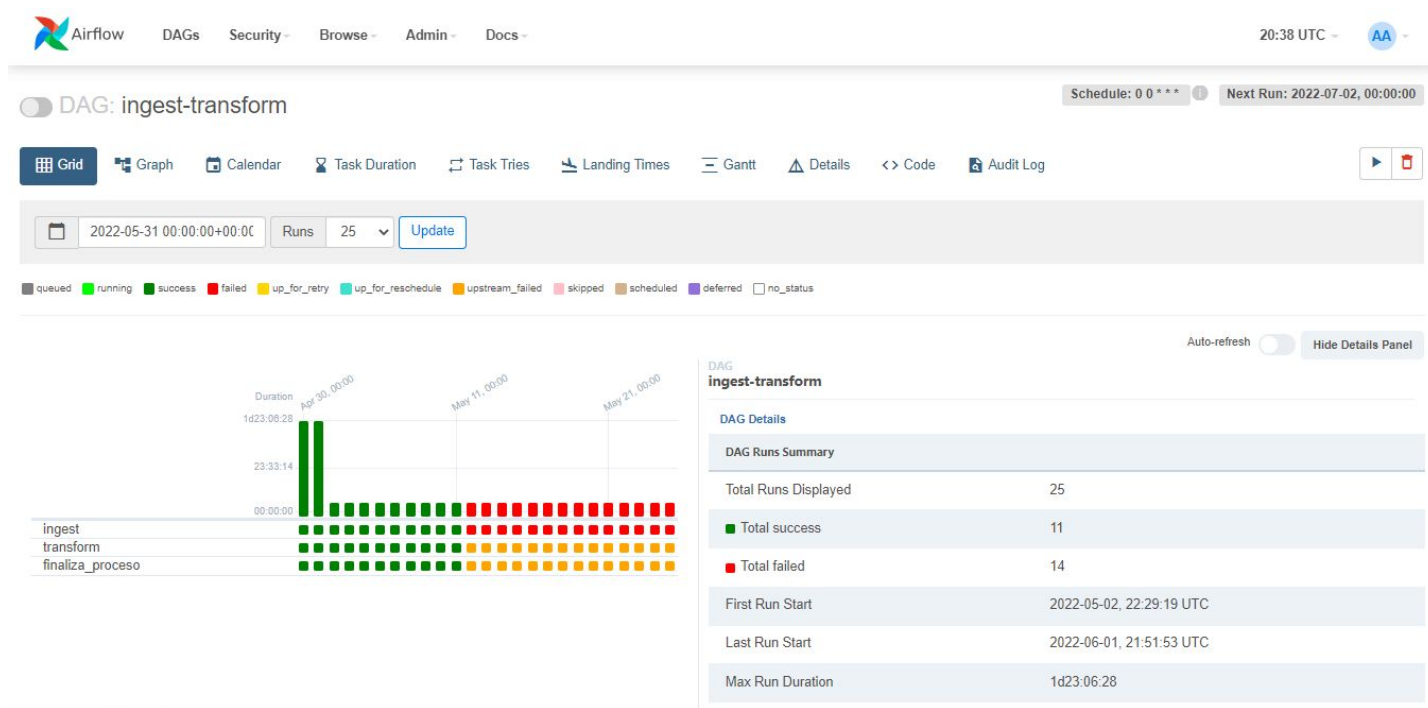 Airflow DAGs Security Browse Admin Docs 20:38 UTC AA
DAG: ingest-transform Schedule: 0 0 * * * Next Run: 2022-07-02, 00:00:00
Grid Graph Calendar Task Duration Task Tries Landing Times Gantt Details Code Audit Log
2022-05-31 00:00:00+00:00 Runs 25 Update
queued running success failed up_for_retry up_for_reschedule upstream_failed skipped scheduled deferred no_status
Auto-refresh Hide Details Panel
Duration Apr 30, 00:00 May 11, 00:00 May 21, 00:00
1d23:06:28
23:33:14
00:00:00
ingest
transform
finaliza_proceso
DAG
ingest-transform
DAG Details
DAG Runs Summary
Total Runs Displayed 25
Total success 11
Total failed 14
First Run Start 2022-05-02, 22:29:19 UTC
Last Run Start 2022-06-01, 21:51:53 UTC
Max Run Duration 1d23:06:28